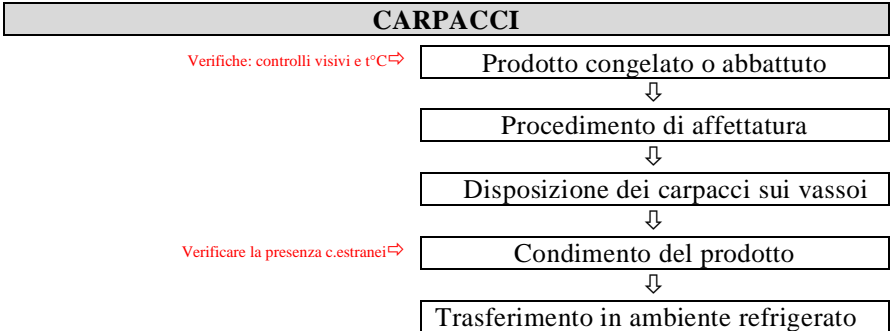 CARPACCI
Verifiche: controlli visivi e t°C⇨ Prodotto congelato o abbattuto
⇩
Procedimento di affettatura
⇩
Disposizione dei carpacci sui vassoi
⇩
Verificare la presenza c.estranei⇨ Condimento del prodotto
⇩
Trasferimento in ambiente refrigerato